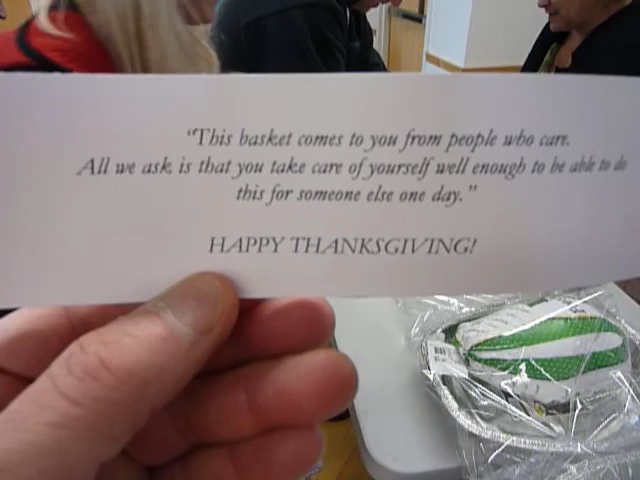 “This basket comes to you from people who care.
All we ask is that you take care of yourself well enough to be able to do
this for someone else one day.”
HAPPY THANKSGIVING!